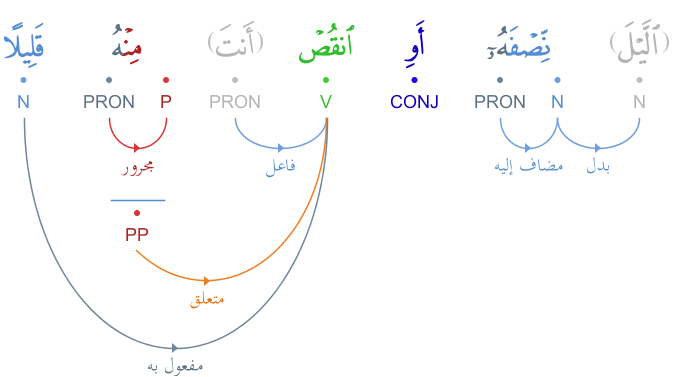 (ٱلَّيْلَ) نِّصْفَهُۥٓ أَوِ ٱنقُصْ (أَنتَ) مِنْهُ قَلِيلًا
N PRON P PRON V CONJ PRON N N
مجرور فاعل مضاف إليه بدل
PP
متعلق
مفعول به